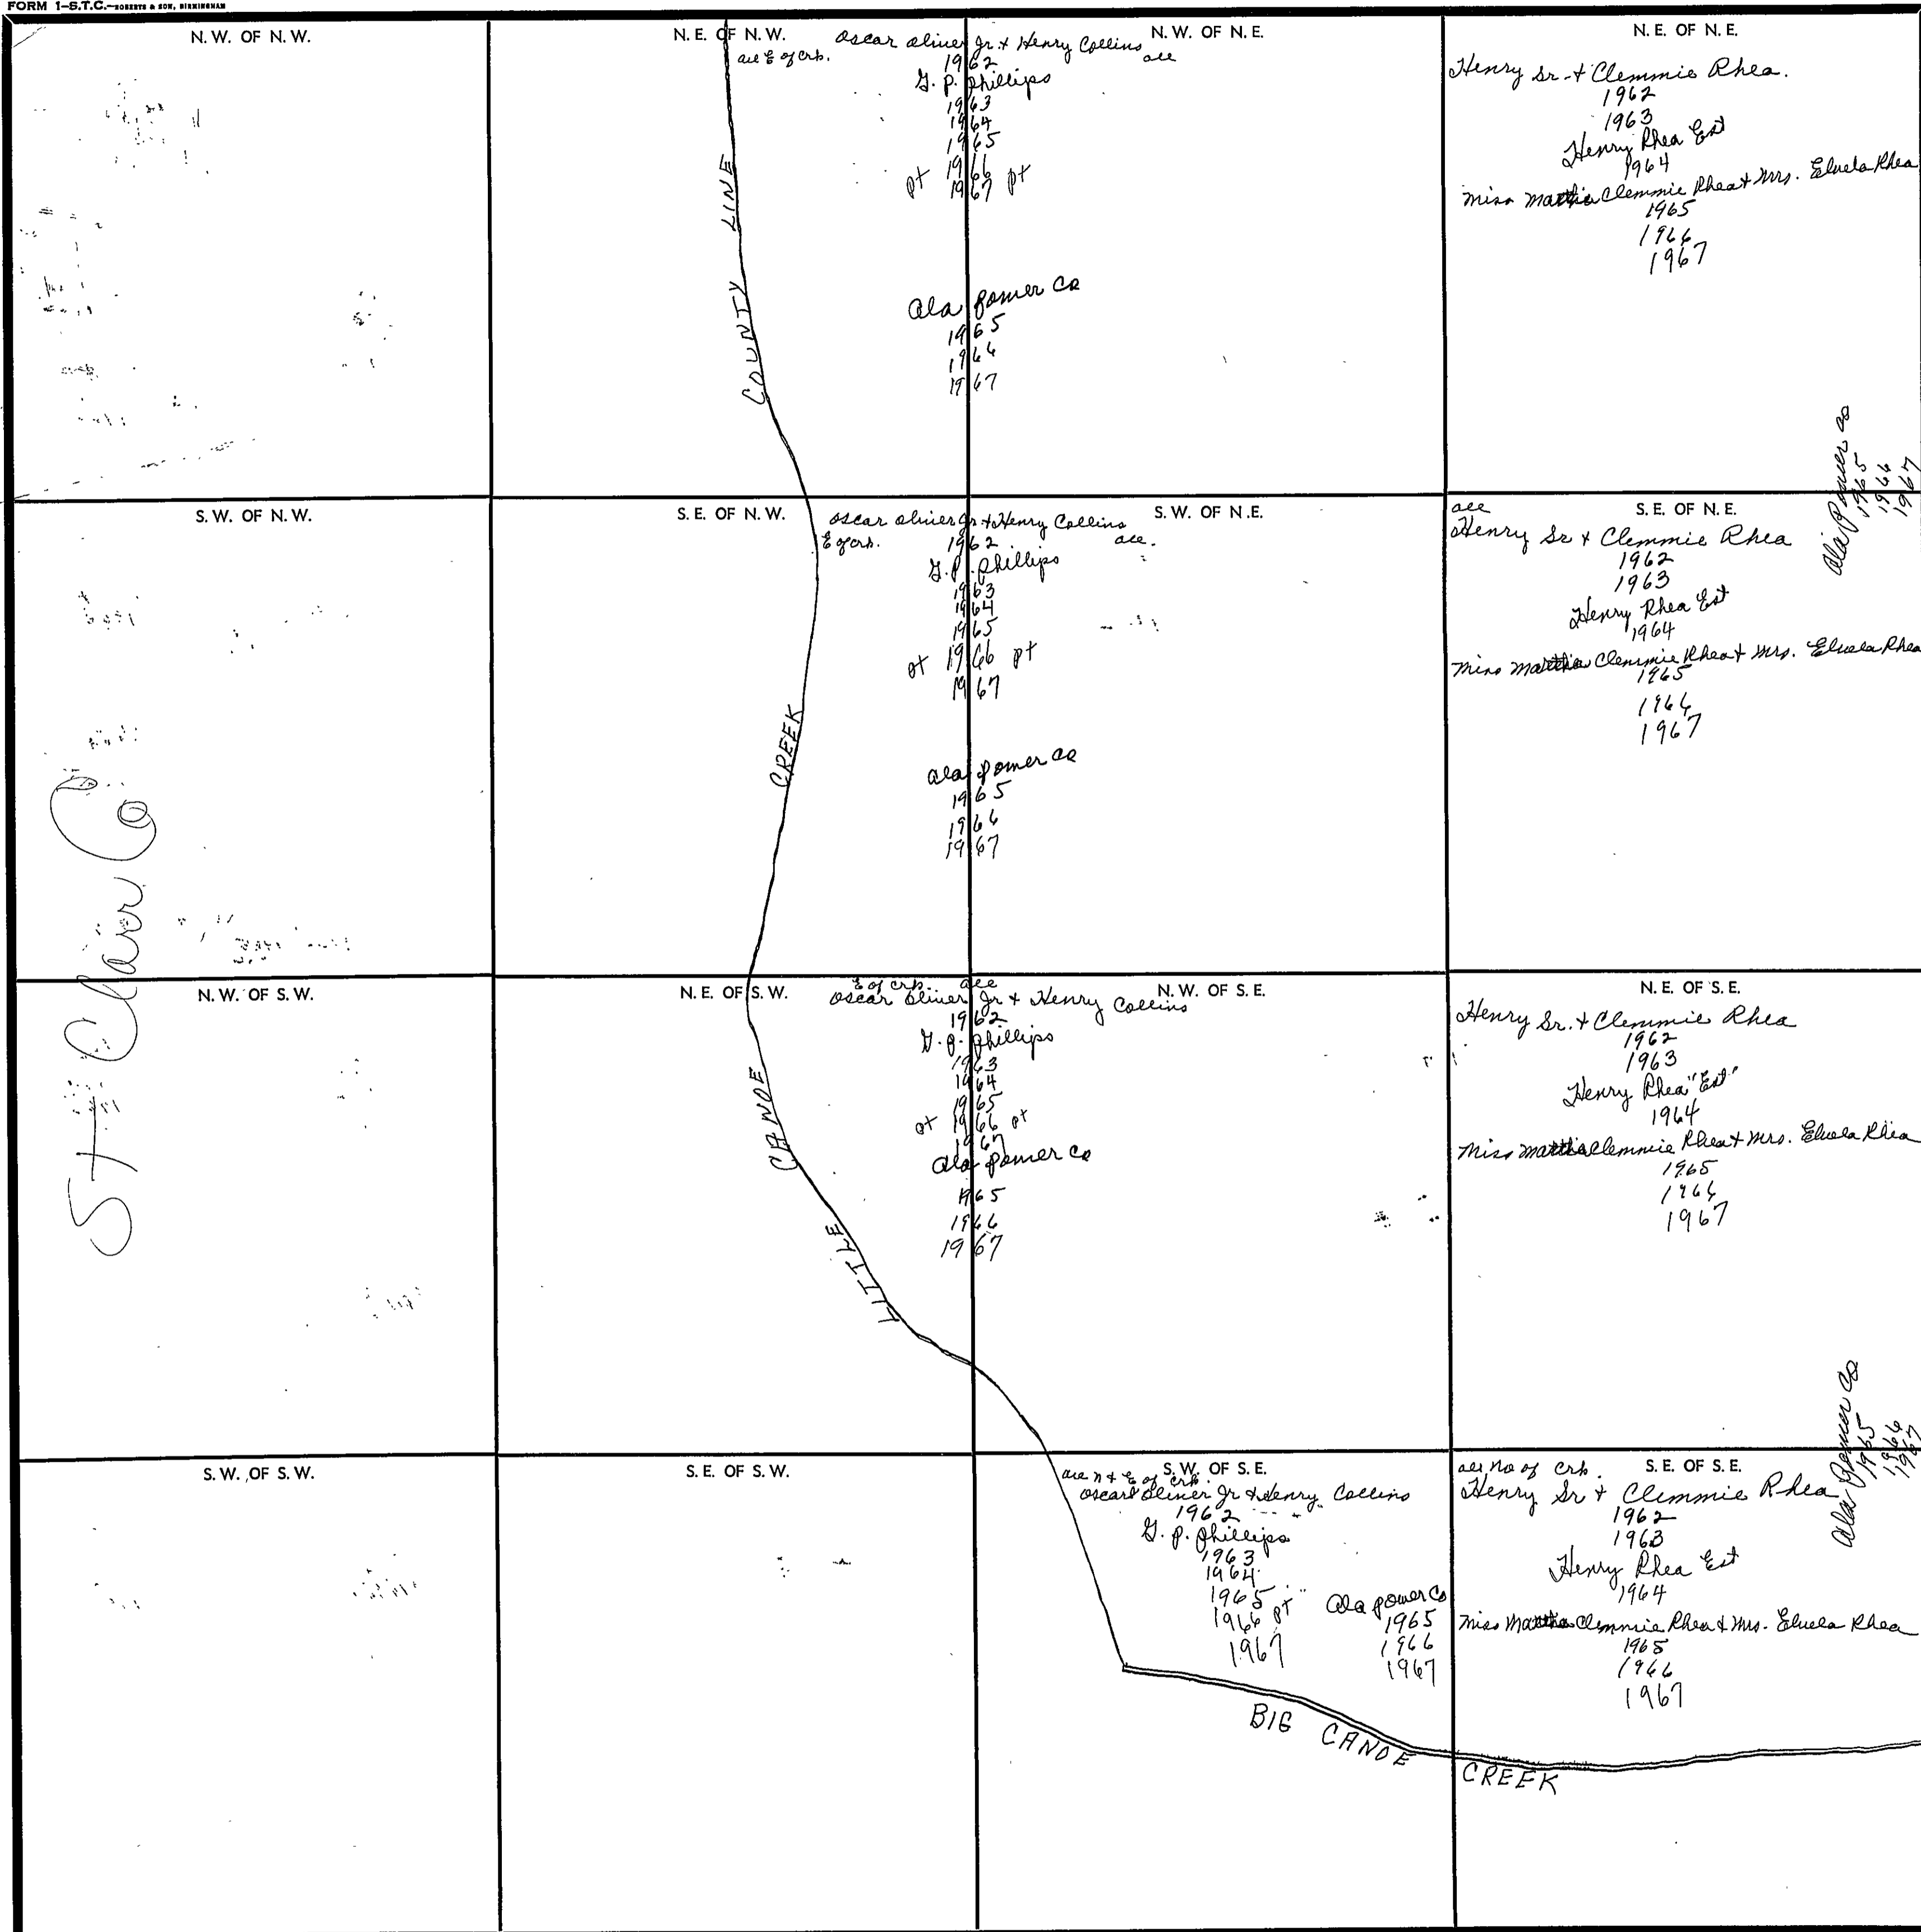 FORM 1-S.T.C.—ROBERTS & SON, BIRMINGHAM
N. W. OF N. W.
N. E. OF N. W.
N. W. OF N. E.
all E of crk.
Oscar Oliver Jr. + Henry Collins
all
1962
G. P. Phillips
1963
1964
1965
pt 1966 pt
1967
Ala Power Co
1965
1966
1967
COUNTY LINE
N. E. OF N. E.
Henry Sr. + Clemmie Rhea.
1962
1963
Henry Rhea Est
1964
Miss Clemmie Rhea + Mrs. Eluela Rhea
1965
1966
1967
Ala Power Co
1965
1966
1967
S. W. OF N. W.
S. E. OF N. W.
S. W. OF N. E.
Oscar Oliver Jr + Henry Collins
E of crk.
1962
all.
G. P. Phillips
1963
1964
1965
pt 1966 pt
1967
Ala Power Co
1965
1966
1967
CREEK
all
S. E. OF N. E.
Henry Sr + Clemmie Rhea
1962
1963
Henry Rhea Est
1964
Miss Clemmie Rhea + Mrs. Eluela Rhea
1965
1966
1967
St Clair Co
N. W. OF S. W.
N. E. OF S. W.
N. W. OF S. E.
E of crk. all
Oscar Oliver Jr + Henry Collins
1962
G. P. Phillips
1963
1964
1965
pt 1966 pt
1967
Ala Power Co
1965
1966
1967
CANOE
LITTLE
N. E. OF S. E.
Henry Sr. + Clemmie Rhea
1962
1963
Henry Rhea "Est"
1964
Miss Clemmie Rhea + Mrs. Eluela Rhea
1965
1966
1967
Ala Power Co
1965
1966
1967
S. W. OF S. W.
S. E. OF S. W.
S. W. OF S. E.
all N + E of crk.
Oscar Oliver Jr + Henry Collins
1962
G. P. Phillips
1963
1964
1965
1966 pt
1967
Ala Power Co
1965
1966
1967
all No of crk.
S. E. OF S. E.
Henry Sr + Clemmie Rhea
1962
1963
Henry Rhea Est
1964
Miss Clemmie Rhea + Mrs. Eluela Rhea
1965
1966
1967
BIG CANOE
CREEK